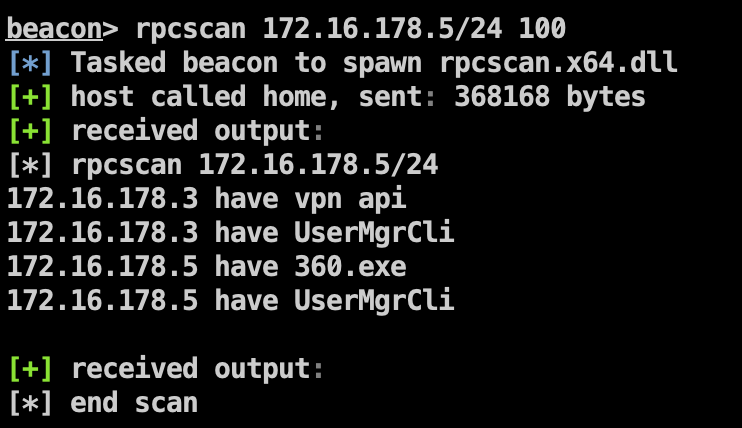 beacon> rpcscan 172.16.178.5/24 100
[*] Tasked beacon to spawn rpcscan.x64.dll
[+] host called home, sent: 368168 bytes
[+] received output:
[*] rpcscan 172.16.178.5/24
172.16.178.3 have vpn api
172.16.178.3 have UserMgrCli
172.16.178.5 have 360.exe
172.16.178.5 have UserMgrCli
[+] received output:
[*] end scan